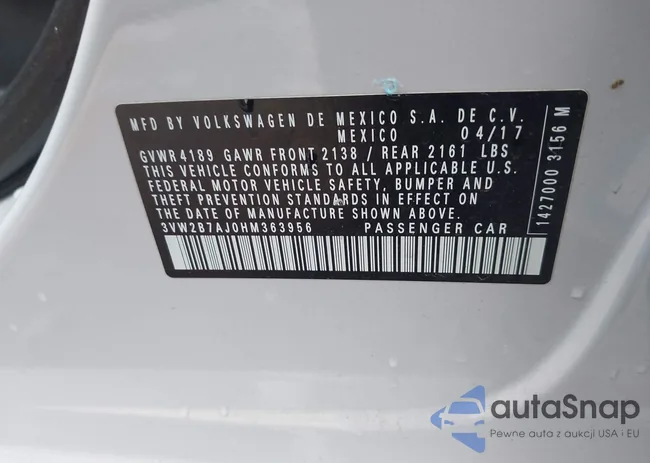 MFD BY VOLKSWAGEN DE MEXICO S.A. DE C.V.
MEXICO 04/17
GVWR 4189 GAWR FRONT 2138 / REAR 2161 LBS
THIS VEHICLE CONFORMS TO ALL APPLICABLE U.S.
FEDERAL MOTOR VEHICLE SAFETY, BUMPER AND
THEFT PREVENTION STANDARDS IN EFFECT ON
THE DATE OF MANUFACTURE SHOWN ABOVE.
3VW2B7AJ0HM363956 PASSENGER CAR
1427000 3156 M
autaSnap
Pewne auta z aukcji USA i EU